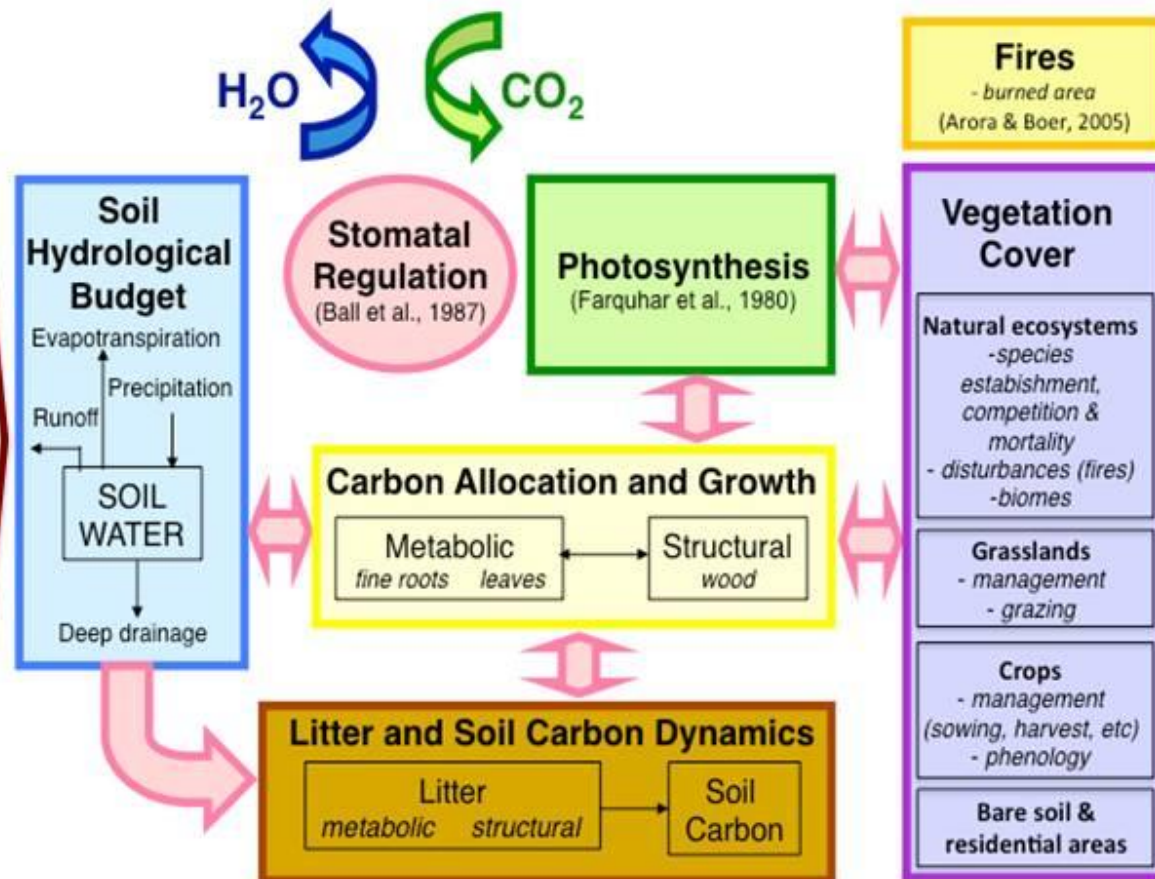 H₂O
CO₂
Fires
- burned area
(Arora & Boer, 2005)
Soil
Hydrological
Budget
Evapotranspiration
Precipitation
Runoff
SOIL
WATER
Deep drainage
Stomatal
Regulation
(Ball et al., 1987)
Photosynthesis
(Farquhar et al., 1980)
Carbon Allocation and Growth
Metabolic
fine roots leaves
Structural
wood
Litter and Soil Carbon Dynamics
Litter
metabolic structural
Soil
Carbon
Vegetation
Cover
Natural ecosystems
-species
estabishment,
competition &
mortality
- disturbances (fires)
-biomes
Grasslands
- management
- grazing
Crops
- management
(sowing, harvest, etc)
- phenology
Bare soil &
residential areas